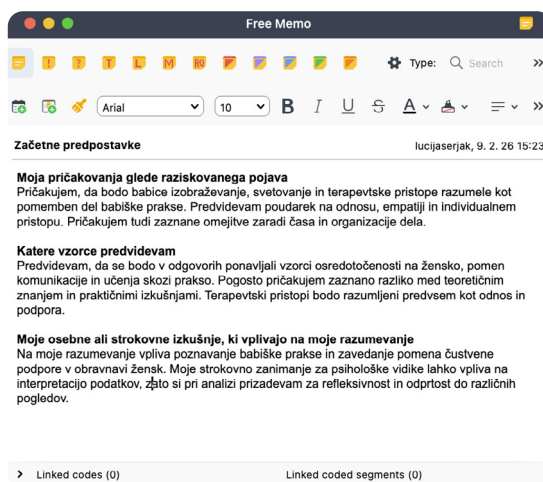 Free Memo
! ? T L M RQ Type: Search »
Arial 10 B I U S A »
Začetne predpostavke lucijaserjak, 9. 2. 26 15:23
Moja pričakovanja glede raziskovanega pojava
Pričakujem, da bodo babice izobraževanje, svetovanje in terapevtske pristope razumele kot
pomemben del babiške prakse. Predvidevam poudarek na odnosu, empatiji in individualnem
pristopu. Pričakujem tudi zaznane omejitve zaradi časa in organizacije dela.
Katere vzorce predvidevam
Predvidevam, da se bodo v odgovorih ponavljali vzorci osredotočenosti na žensko, pomen
komunikacije in učenja skozi prakso. Pogosto pričakujem zaznano razliko med teoretičnim
znanjem in praktičnimi izkušnjami. Terapevtski pristopi bodo razumljeni predvsem kot odnos in
podpora.
Moje osebne ali strokovne izkušnje, ki vplivajo na moje razumevanje
Na moje razumevanje vpliva poznavanje babiške prakse in zavedanje pomena čustvene
podpore v obravnavi žensk. Moje strokovno zanimanje za psihološke vidike lahko vpliva na
interpretacijo podatkov, zato si pri analizi prizadevam za refleksivnost in odprtost do različnih
pogledov.
Linked codes (0) Linked coded segments (0)